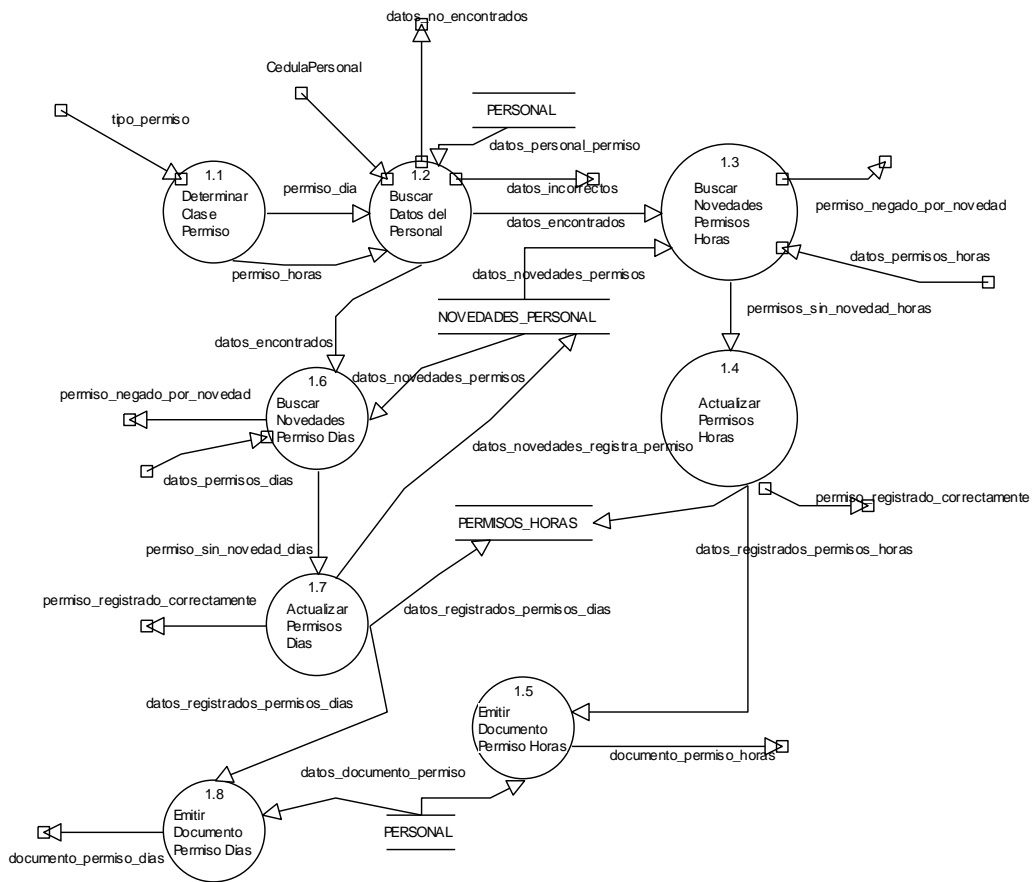 datos_no_encontrados
CedulaPersonal
tipo_permiso
PERSONAL
datos_personal_permiso
1.1
Determinar
Clase
Permiso
permiso_dia
permiso_horas
1.2
Buscar
Datos del
Personal
datos_incorrectos
datos_encontrados
1.3
Buscar
Novedades
Permisos
Horas
permiso_negado_por_novedad
datos_permisos_horas
datos_novedades_permisos
NOVEDADES_PERSONAL
permisos_sin_novedad_horas
datos_encontrados
datos_novedades_permisos
1.4
Actualizar
Permisos
Horas
1.6
Buscar
Novedades
Permiso Dias
permiso_negado_por_novedad
datos_permisos_dias
datos_novedades_registra_permiso
permiso_registrado_correctamente
PERMISOS_HORAS
datos_registrados_permisos_horas
permiso_sin_novedad_dias
1.7
Actualizar
Permisos
Dias
permiso_registrado_correctamente
datos_registrados_permisos_dias
datos_registrados_permisos_dias
1.5
Emitir
Documento
Permiso Horas
documento_permiso_horas
datos_documento_permiso
1.8
Emitir
Documento
Permiso Dias
PERSONAL
documento_permiso_dias